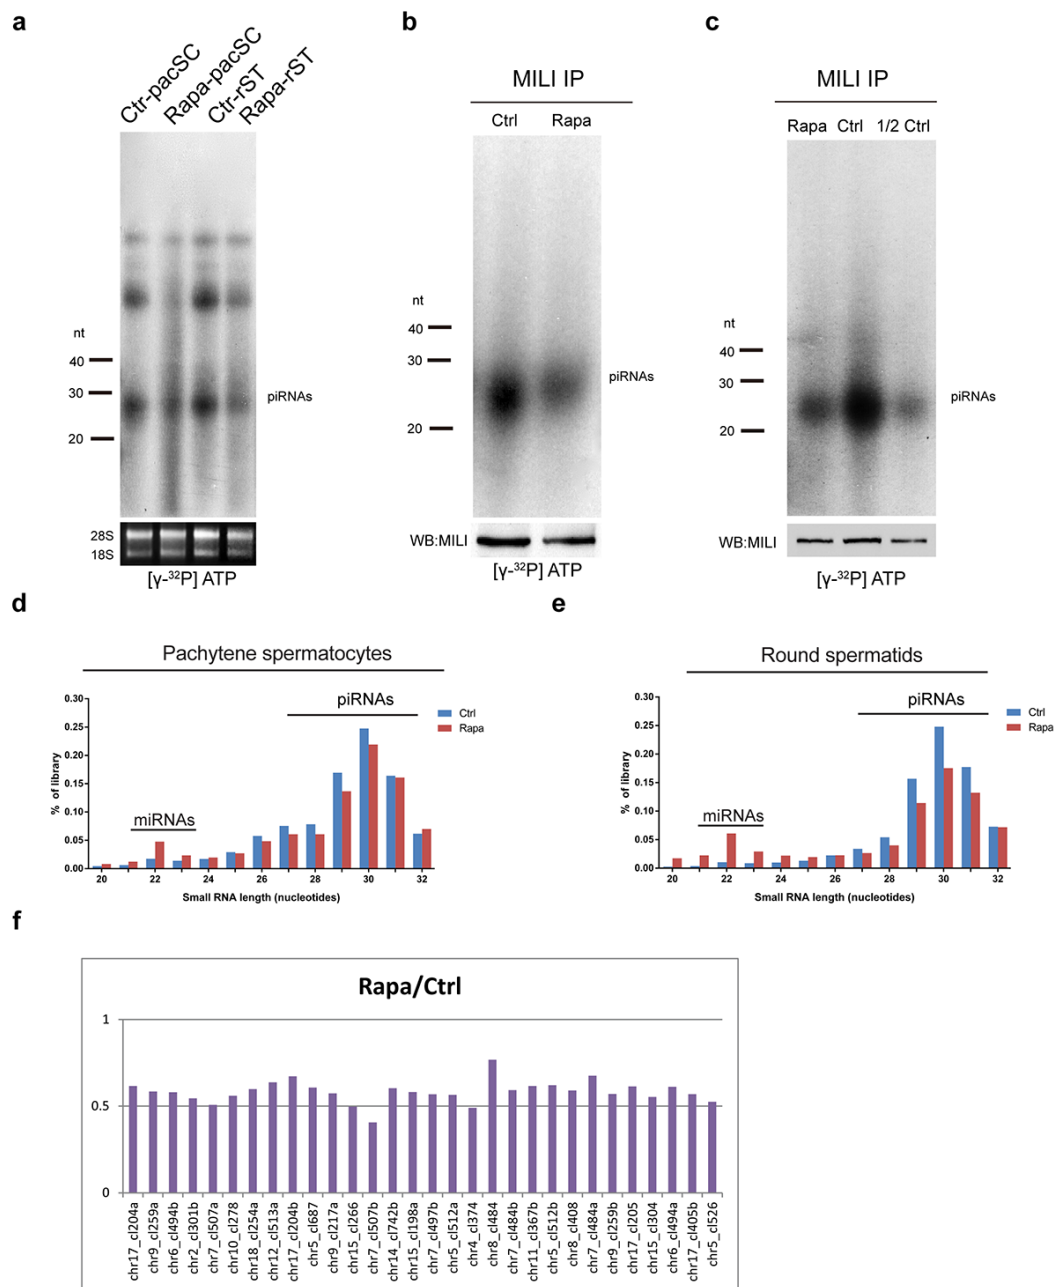 a
Ctr-pacSC
Rapa-pacSC
Ctr-rST
Rapa-rST
nt
40
30
20
piRNAs
28S
18S
[γ-³²P] ATP
b
MILI IP
Ctrl Rapa
nt
40
30
20
piRNAs
WB:MILI
[γ-³²P] ATP
c
MILI IP
Rapa Ctrl 1/2 Ctrl
nt
40
30
20
piRNAs
WB:MILI
[γ-³²P] ATP
d
Pachytene spermatocytes
piRNAs
Ctrl
Rapa
miRNAs
% of library
0.30
0.25
0.20
0.15
0.10
0.05
0.00
20 22 24 26 28 30 32
Small RNA length (nucleotides)
e
Round spermatids
piRNAs
Ctrl
Rapa
miRNAs
% of library
0.30
0.25
0.20
0.15
0.10
0.05
0.00
20 22 24 26 28 30 32
Small RNA length (nucleotides)
f
Rapa/Ctrl
1
0.5
0
chr17_cl204a
chr9_cl259a
chr6_cl494b
chr2_cl301b
chr7_cl507a
chr10_cl278
chr18_cl254a
chr12_cl513a
chr17_cl204b
chr5_cl687
chr9_cl217a
chr15_cl266
chr7_cl507b
chr14_cl742b
chr15_cl198a
chr7_cl497b
chr5_cl512a
chr4_cl374
chr8_cl484
chr7_cl484b
chr11_cl367b
chr5_cl512b
chr8_cl408
chr7_cl484a
chr9_cl259b
chr17_cl205
chr15_cl304
chr6_cl494a
chr17_cl405b
chr5_cl526